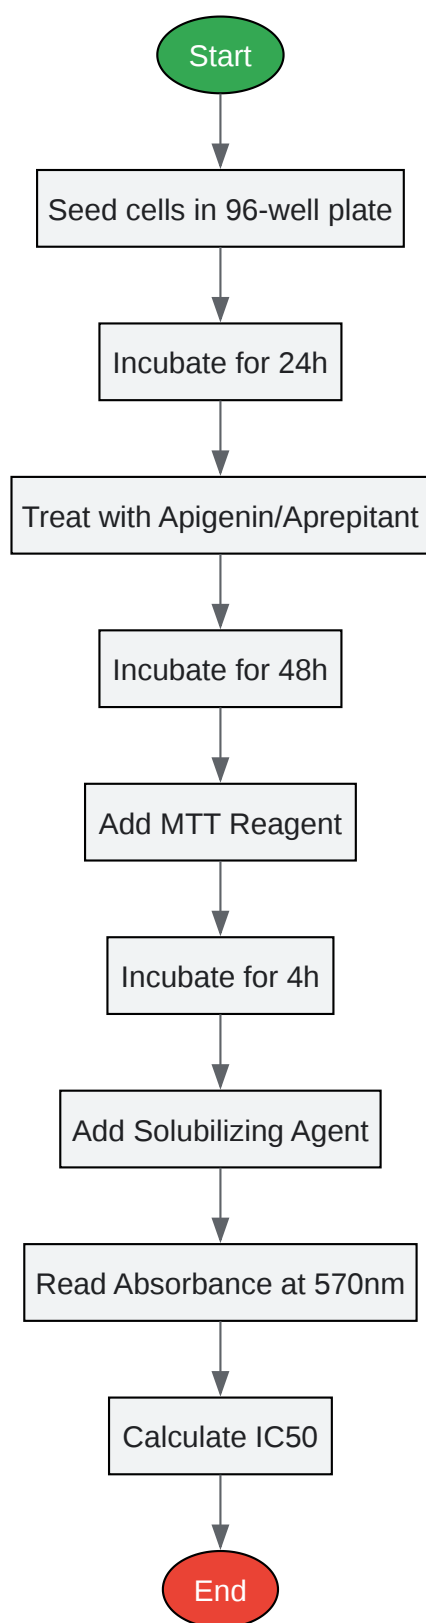 Start
Seed cells in 96-well plate
Incubate for 24h
Treat with Apigenin/Aprepitant
Incubate for 48h
Add MTT Reagent
Incubate for 4h
Add Solubilizing Agent
Read Absorbance at 570nm
Calculate IC50
End